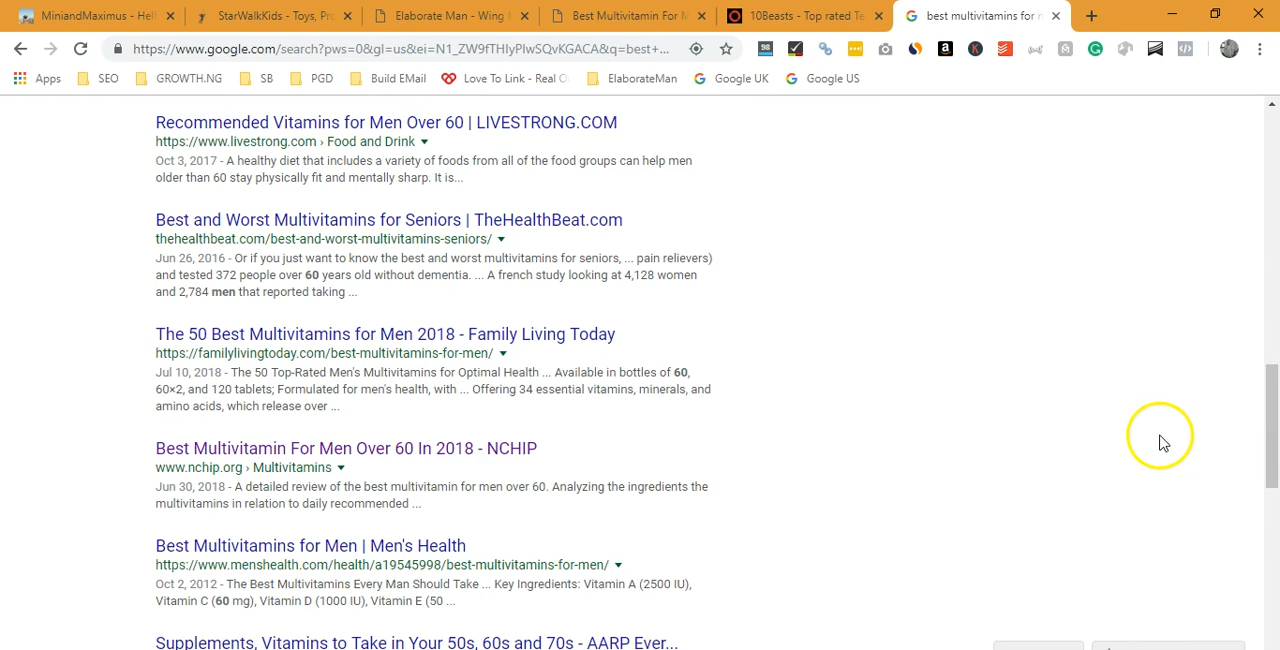 MiniandMaximus - Hel
StarWalkKids - Toys, Pr
Elaborate Man - Wing
Best Multivitamin For M
10Beasts - Top rated Te
best multivitamins for
https://www.google.com/search?pws=0&gl=us&ei=N1_ZW9fTHIyPlwSQvKGACA&q=best+...
Apps SEO GROWTH.NG SB PGD Build EMail Love To Link - Real O ElaborateMan Google UK Google US
Recommended Vitamins for Men Over 60 | LIVESTRONG.COM
https://www.livestrong.com › Food and Drink
Oct 3, 2017 - A healthy diet that includes a variety of foods from all of the food groups can help men
older than 60 stay physically fit and mentally sharp. It is...
Best and Worst Multivitamins for Seniors | TheHealthBeat.com
thehealthbeat.com/best-and-worst-multivitamins-seniors/
Jun 26, 2016 - Or if you just want to know the best and worst multivitamins for seniors, ... pain relievers)
and tested 372 people over 60 years old without dementia. ... A french study looking at 4,128 women
and 2,784 men that reported taking ...
The 50 Best Multivitamins for Men 2018 - Family Living Today
https://familylivingtoday.com/best-multivitamins-for-men/
Jul 10, 2018 - The 50 Top-Rated Men's Multivitamins for Optimal Health ... Available in bottles of 60,
60×2, and 120 tablets; Formulated for men's health, with ... Offering 34 essential vitamins, minerals, and
amino acids, which release over ...
Best Multivitamin For Men Over 60 In 2018 - NCHIP
www.nchip.org › Multivitamins
Jun 30, 2018 - A detailed review of the best multivitamin for men over 60. Analyzing the ingredients the
multivitamins in relation to daily recommended ...
Best Multivitamins for Men | Men's Health
https://www.menshealth.com/health/a19545998/best-multivitamins-for-men/
Oct 2, 2012 - The Best Multivitamins Every Man Should Take ... Key Ingredients: Vitamin A (2500 IU),
Vitamin C (60 mg), Vitamin D (1000 IU), Vitamin E (50 ...
Supplements, Vitamins to Take in Your 50s, 60s and 70s - AARP Ever...